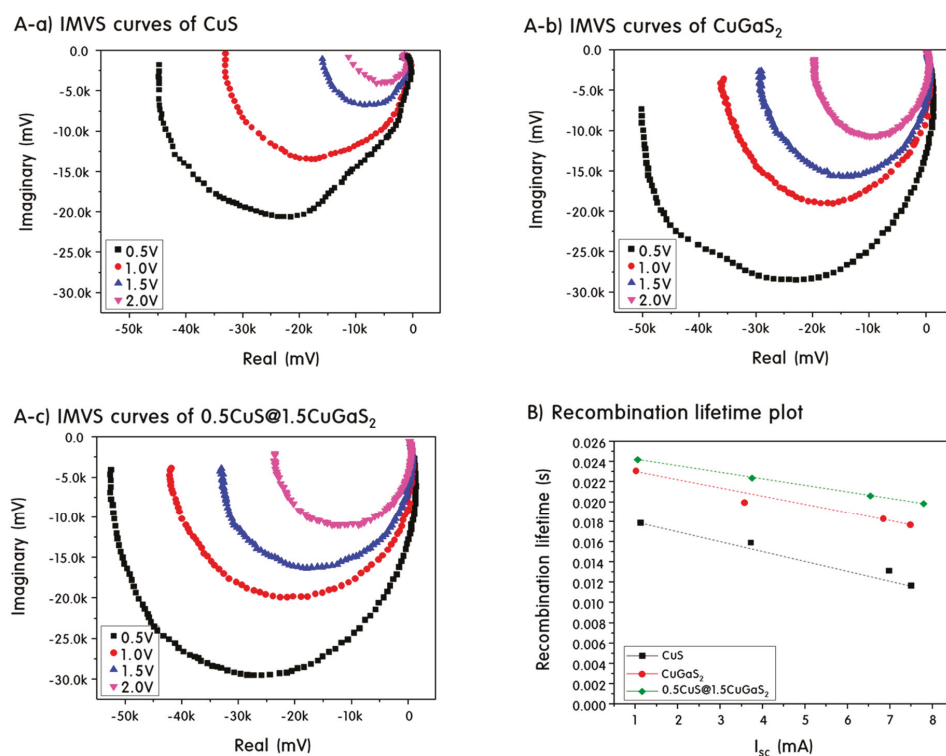 A-a) IMVS curves of CuS
0.0
-5.0k
-10.0k
-15.0k
-20.0k
-25.0k
-30.0k
Imaginary (mV)
0.5V
1.0V
1.5V
2.0V
-50k -40k -30k -20k -10k 0
Real (mV)
A-b) IMVS curves of CuGaS₂
0.0
-5.0k
-10.0k
-15.0k
-20.0k
-25.0k
-30.0k
Imaginary (mV)
0.5V
1.0V
1.5V
2.0V
-50k -40k -30k -20k -10k 0
Real (mV)
A-c) IMVS curves of 0.5CuS@1.5CuGaS₂
0.0
-5.0k
-10.0k
-15.0k
-20.0k
-25.0k
-30.0k
Imaginary (mV)
0.5V
1.0V
1.5V
2.0V
-50k -40k -30k -20k -10k 0
Real (mV)
B) Recombination lifetime plot
0.026
0.024
0.022
0.020
0.018
0.016
0.014
0.012
0.010
0.008
0.006
0.004
0.002
0.000
Recombination lifetime (s)
CuS
CuGaS₂
0.5CuS@1.5CuGaS₂
1 2 3 4 5 6 7 8
Isc (mA)